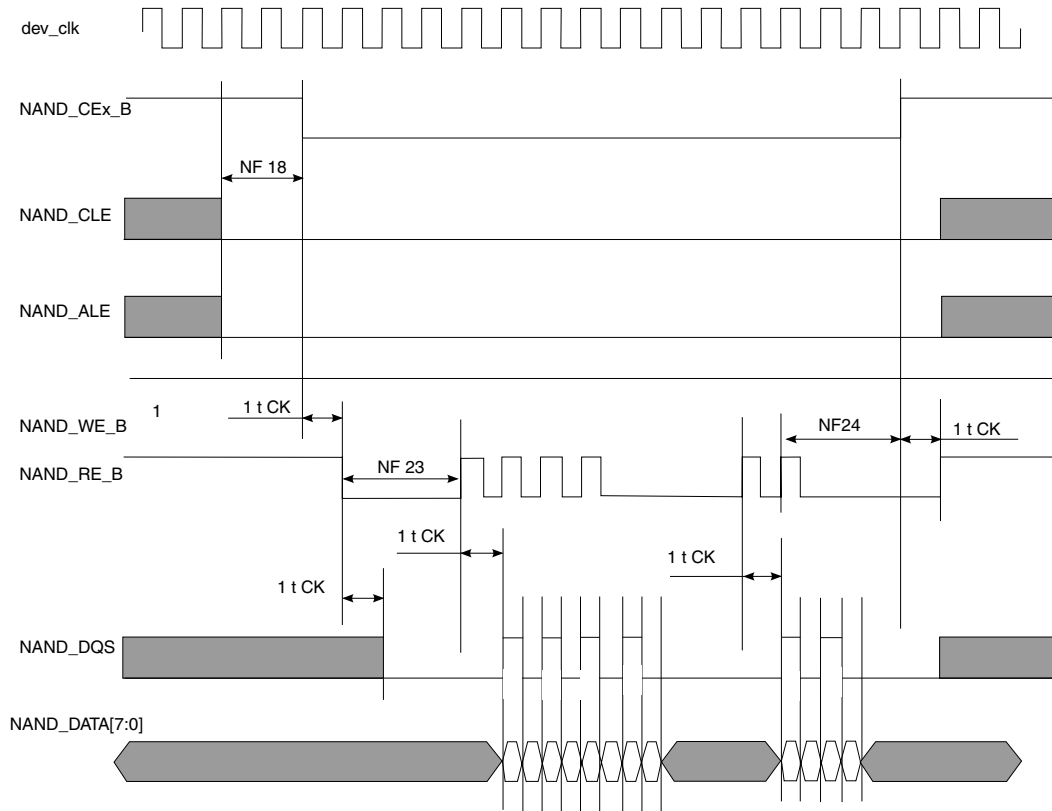 dev_clk
NAND_CEx_B
NF 18
NAND_CLE
NAND_ALE
1
NAND_WE_B
1 t CK
NF24
1 t CK
NAND_RE_B
NF 23
1 t CK
1 t CK
1 t CK
NAND_DQS
NAND_DATA[7:0]